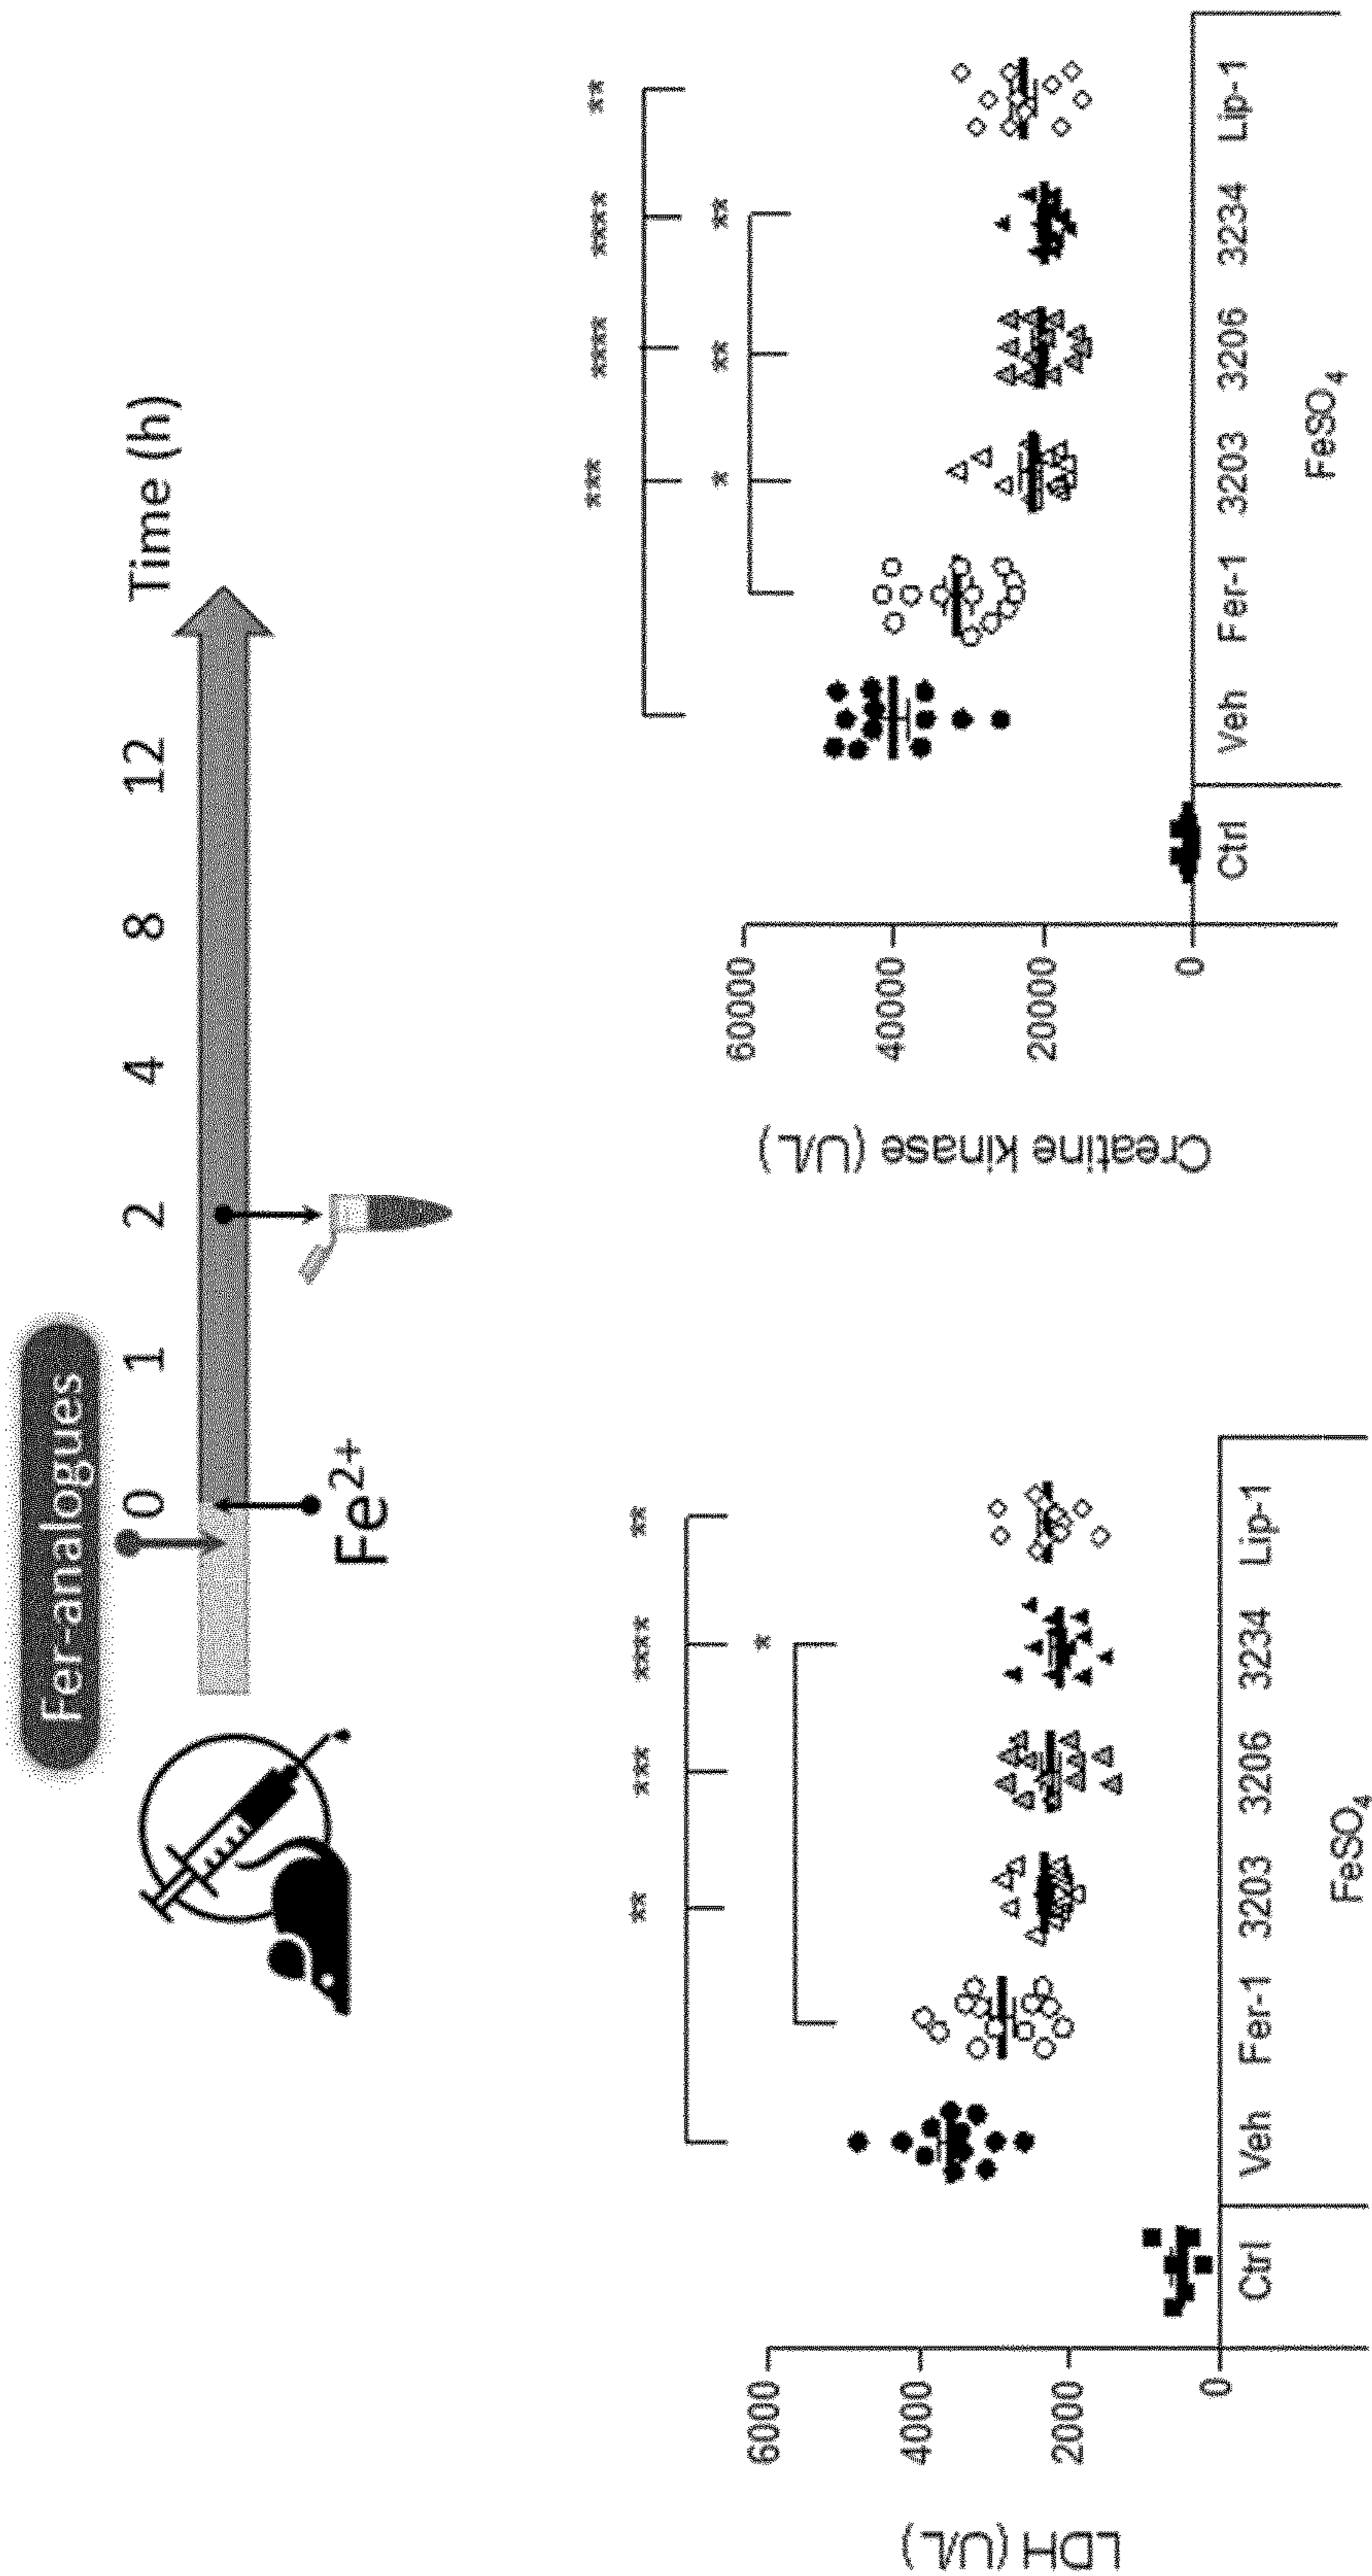 Fer-analogues
0 1 2 4 8 12 Time (h)
Fe2+
LDH (U/L)
6000
4000
2000
0
** *** **** **
*
Ctrl Veh Fer-1 3203 3206 3234 Lip-1
FeSO4
Creatine kinase (U/L)
60000
40000
20000
0
*** **** **** **
* ** **
Ctrl Veh Fer-1 3203 3206 3234 Lip-1
FeSO4